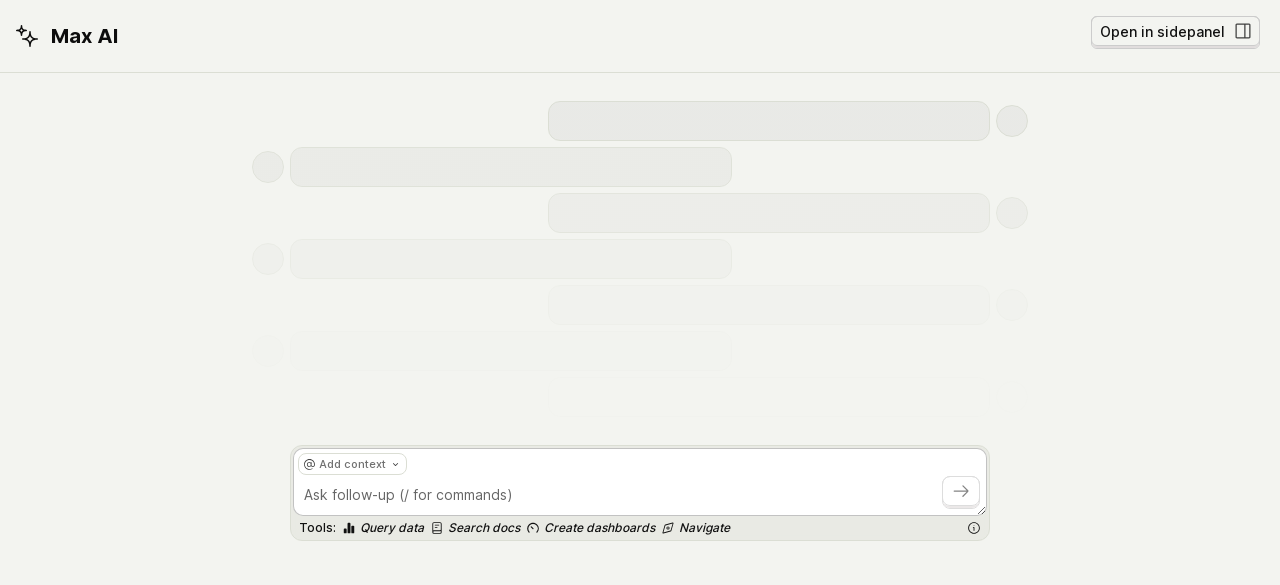 Max AI
Open in sidepanel
@ Add context
Ask follow-up (/ for commands)
Tools: Query data Search docs Create dashboards Navigate